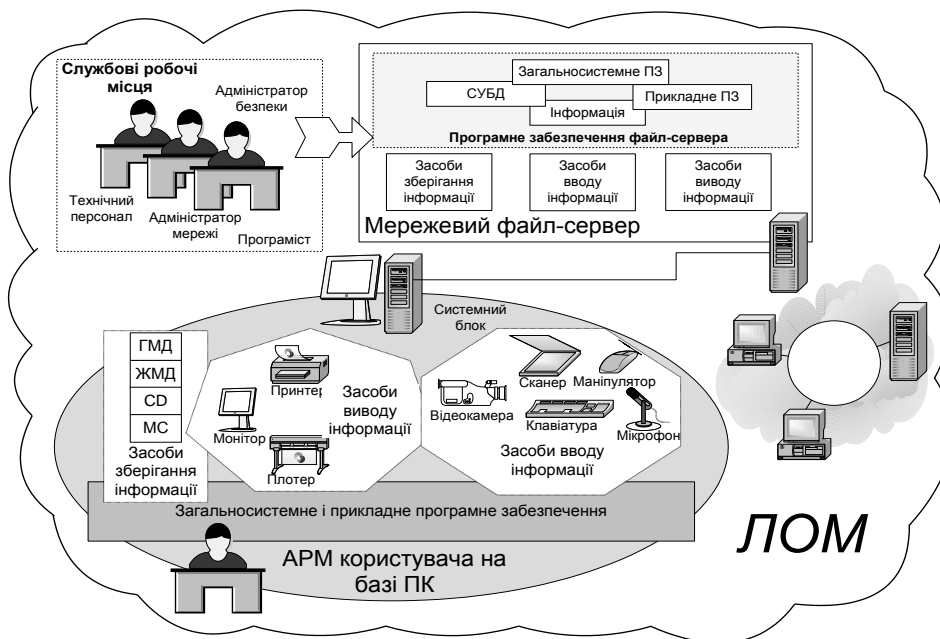 Службові робочі
місця
Адміністратор
безпеки
Технічний
персонал
Адміністратор
мережі
Програміст
Загальносистемне ПЗ
СУБД
Прикладне ПЗ
Інформація
Програмне забезпечення файл-сервера
Засоби
зберігання
інформації
Засоби
вводу
інформації
Засоби
виводу
інформації
Мережевий файл-сервер
Системний
блок
ГМД
ЖМД
CD
МС
Засоби
зберігання
інформації
Принтер
Монітор
Плотер
Засоби
виводу
інформації
Сканер
Маніпулятор
Відеокамера
Клавіатура
Мікрофон
Засоби вводу
інформації
Загальносистемне і прикладне програмне забезпечення
АРМ користувача на
базі ПК
ЛОМ